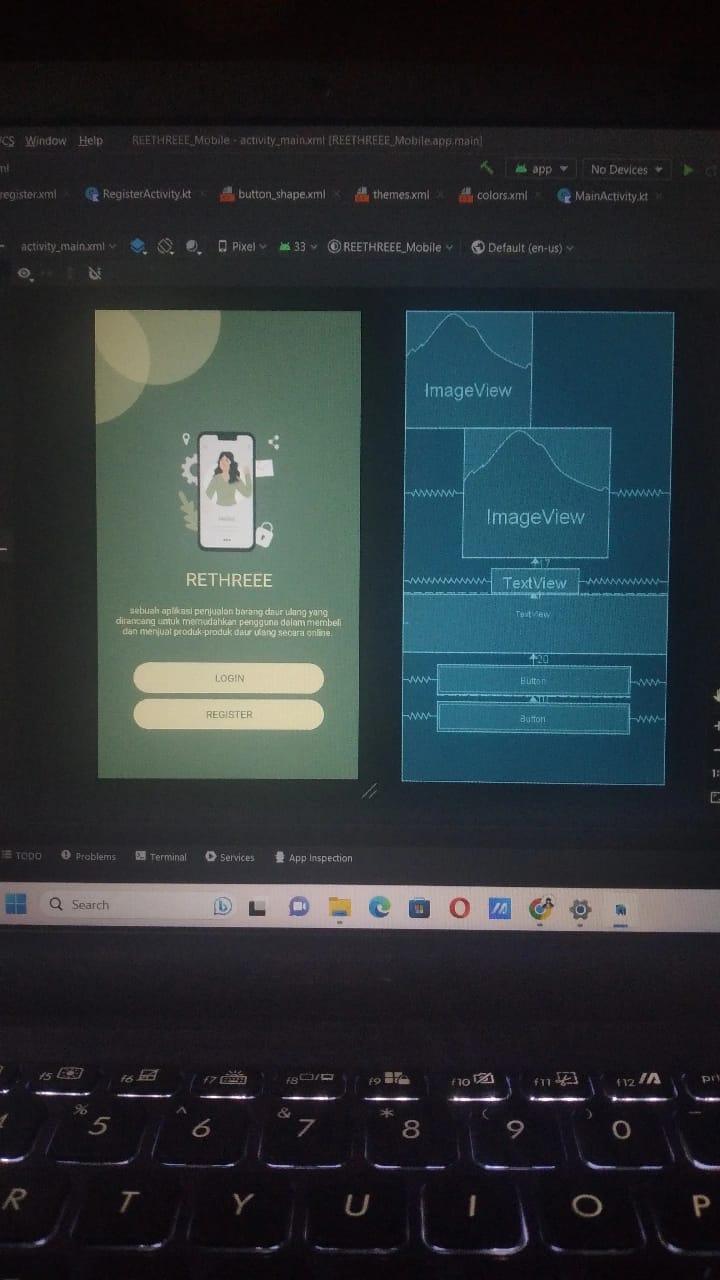 VCS Window Help REETHREEE_Mobile - activity_main.xml [REETHREEE_Mobile.app.main]
ml app No Devices
register.xml RegisterActivity.kt button_shape.xml themes.xml colors.xml MainActivity.kt
activity_main.xml Pixel 33 REETHREEE_Mobile Default (en-us)
RETHREEE
sebuah aplikasi penjualan barang daur ulang yang
dirancang untuk memudahkan pengguna dalam membeli
dan menjual produk-produk daur ulang secara online.
LOGIN
REGISTER
ImageView
ImageView
17
TextView
TextView
20
Button
Button
TODO Problems Terminal Services App Inspection
Search
f5 f6 f7 f8 f9 f10 f11 f12
% ^ & * ( )
5 6 7 8 9 0
R T Y U I O P